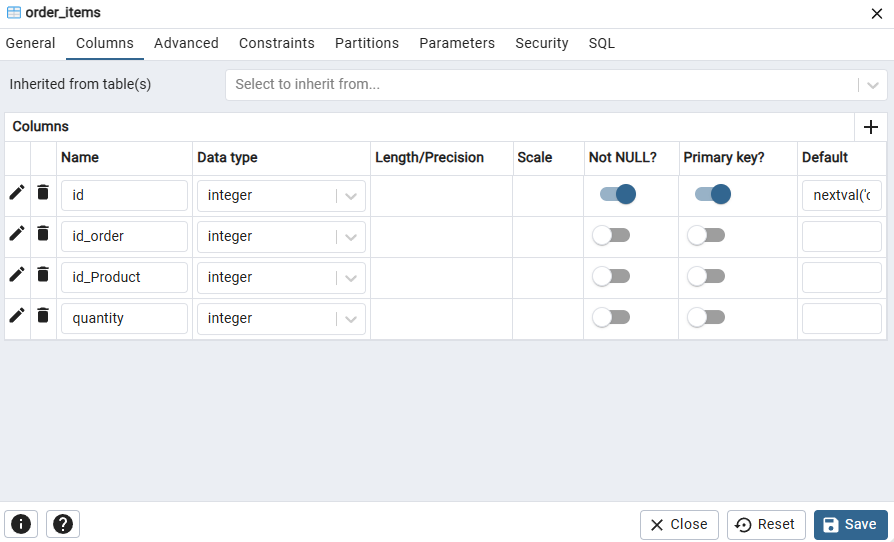 order_items
General Columns Advanced Constraints Partitions Parameters Security SQL
Inherited from table(s) Select to inherit from...
Columns
Name Data type Length/Precision Scale Not NULL? Primary key? Default
id integer nextval('c
id_order integer
id_Product integer
quantity integer
Close Reset Save